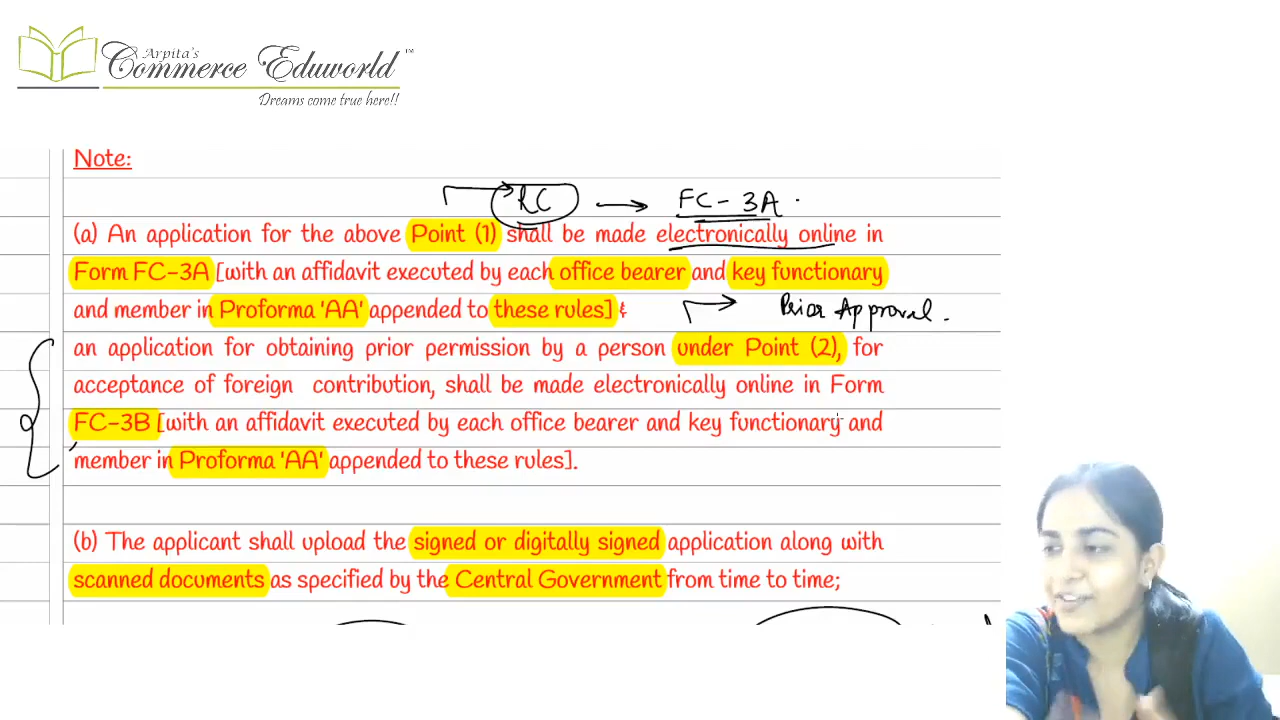 Arpita's
Commerce Eduworld™
Dreams come true here!!
Note:
RC → FC-3A.
(a) An application for the above Point (1) shall be made electronically online in
Form FC-3A [with an affidavit executed by each office bearer and key functionary
and member in Proforma 'AA' appended to these rules] &
Prior Approval.
an application for obtaining prior permission by a person under Point (2), for
acceptance of foreign contribution, shall be made electronically online in Form
FC-3B [with an affidavit executed by each office bearer and key functionary and
member in Proforma 'AA' appended to these rules].
(b) The applicant shall upload the signed or digitally signed application along with
scanned documents as specified by the Central Government from time to time;